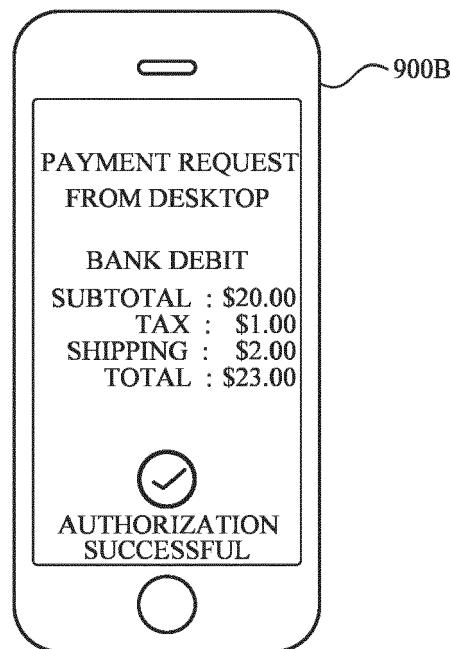 900B
PAYMENT REQUEST
FROM DESKTOP
BANK DEBIT
SUBTOTAL : $20.00
TAX : $1.00
SHIPPING : $2.00
TOTAL : $23.00
AUTHORIZATION
SUCCESSFUL